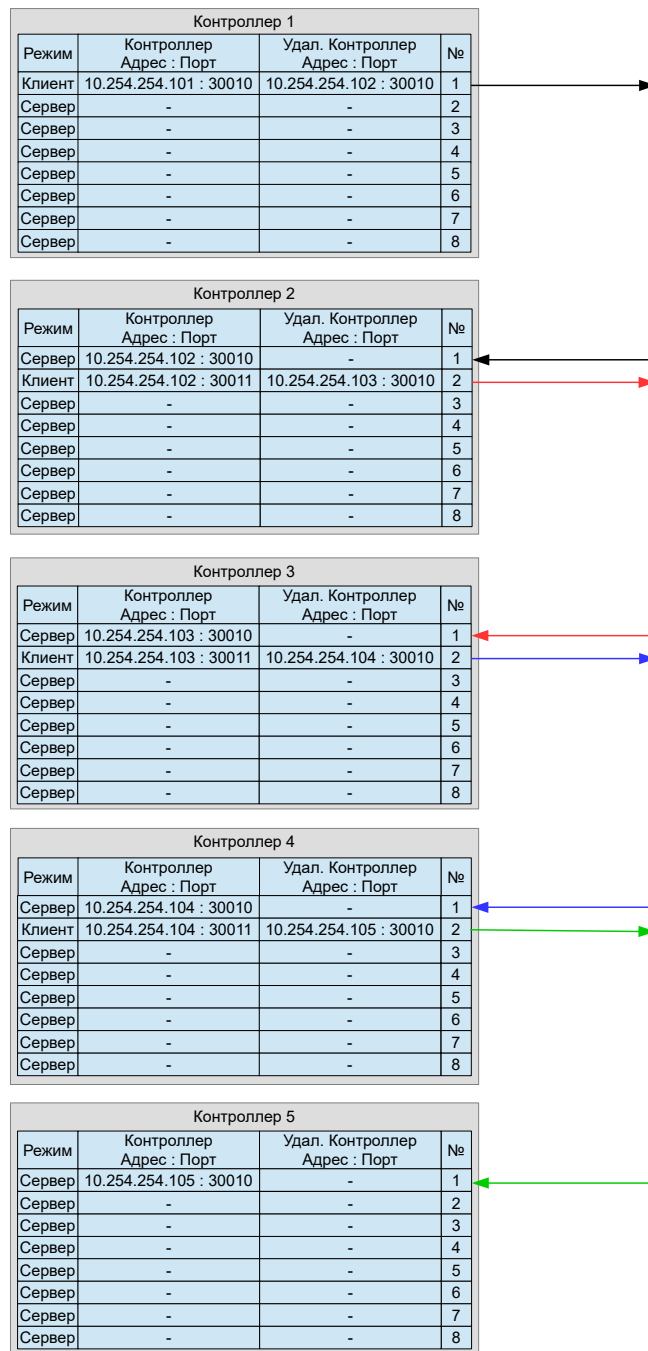 Контроллер 1
Режим Контроллер Адрес : Порт Удал. Контроллер Адрес : Порт №
Клиент 10.254.254.101 : 30010 10.254.254.102 : 30010 1
Сервер - - 2
Сервер - - 3
Сервер - - 4
Сервер - - 5
Сервер - - 6
Сервер - - 7
Сервер - - 8
Контроллер 2
Режим Контроллер Адрес : Порт Удал. Контроллер Адрес : Порт №
Сервер 10.254.254.102 : 30010 - 1
Клиент 10.254.254.102 : 30011 10.254.254.103 : 30010 2
Сервер - - 3
Сервер - - 4
Сервер - - 5
Сервер - - 6
Сервер - - 7
Сервер - - 8
Контроллер 3
Режим Контроллер Адрес : Порт Удал. Контроллер Адрес : Порт №
Сервер 10.254.254.103 : 30010 - 1
Клиент 10.254.254.103 : 30011 10.254.254.104 : 30010 2
Сервер - - 3
Сервер - - 4
Сервер - - 5
Сервер - - 6
Сервер - - 7
Сервер - - 8
Контроллер 4
Режим Контроллер Адрес : Порт Удал. Контроллер Адрес : Порт №
Сервер 10.254.254.104 : 30010 - 1
Клиент 10.254.254.104 : 30011 10.254.254.105 : 30010 2
Сервер - - 3
Сервер - - 4
Сервер - - 5
Сервер - - 6
Сервер - - 7
Сервер - - 8
Контроллер 5
Режим Контроллер Адрес : Порт Удал. Контроллер Адрес : Порт №
Сервер 10.254.254.105 : 30010 - 1
Сервер - - 2
Сервер - - 3
Сервер - - 4
Сервер - - 5
Сервер - - 6
Сервер - - 7
Сервер - - 8